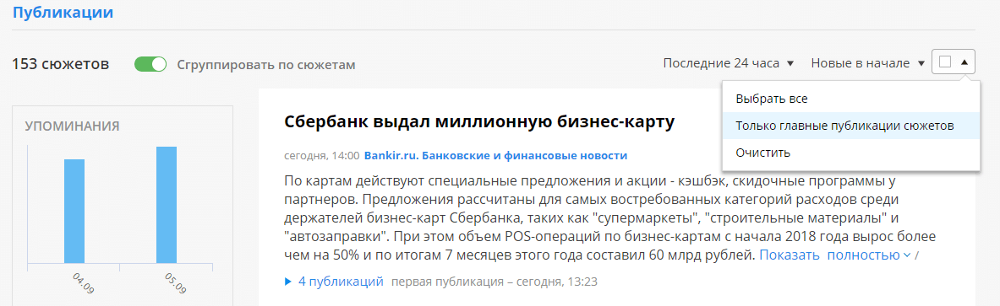 Публикации
153 сюжетов
Сгруппировать по сюжетам
Последние 24 часа
Новые в начале
Выбрать все
Только главные публикации сюжетов
Очистить
УПОМИНАНИЯ
04.09
05.09
Сбербанк выдал миллионную бизнес-карту
сегодня, 14:00 Bankir.ru. Банковские и финансовые новости
По картам действуют специальные предложения и акции - кэшбэк, скидочные программы у
партнеров. Предложения рассчитаны для самых востребованных категорий расходов среди
держателей бизнес-карт Сбербанка, таких как "супермаркеты", "строительные материалы" и
"автозаправки". При этом объем POS-операций по бизнес-картам с начала 2018 года вырос более
чем на 50% и по итогам 7 месяцев этого года составил 60 млрд рублей. Показать полностью /
4 публикаций первая публикация – сегодня, 13:23